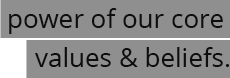 power of our core
values & beliefs.